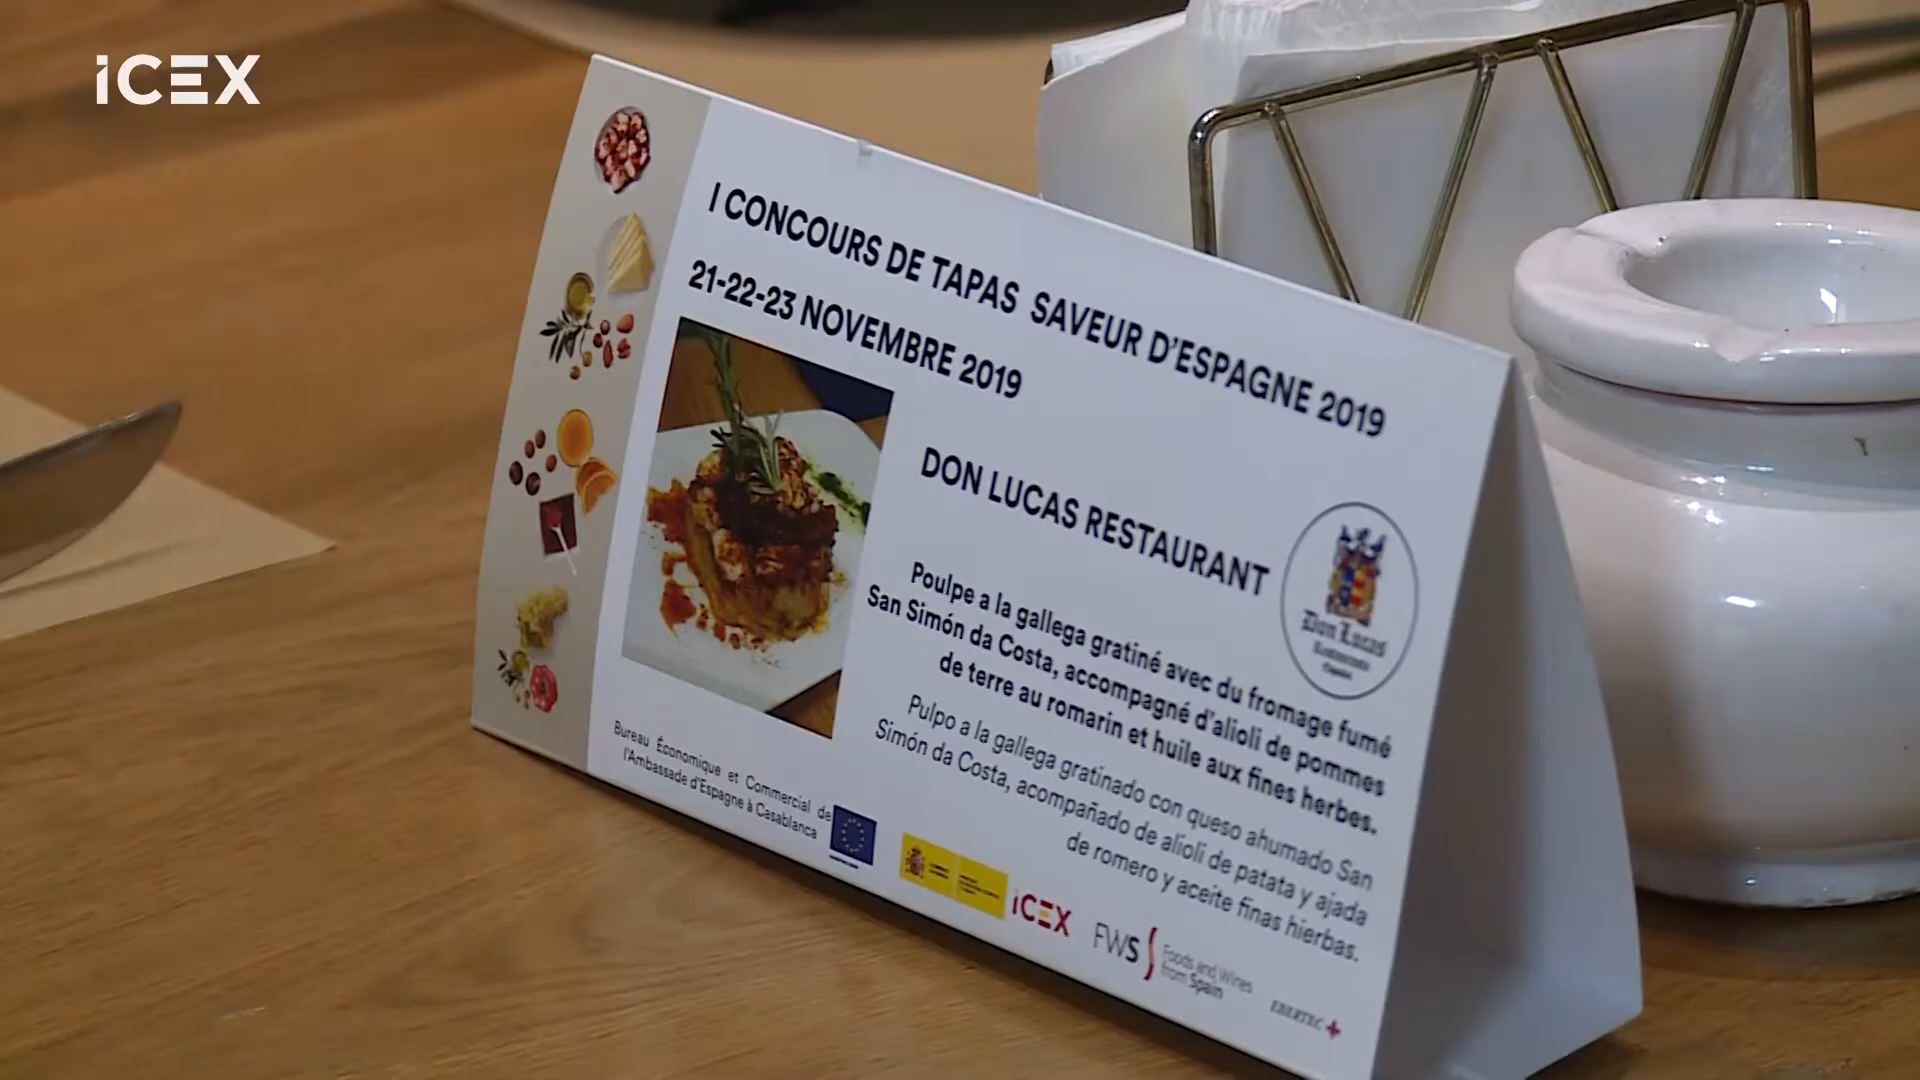 iCEX
I CONCOURS DE TAPAS SAVEUR D'ESPAGNE 2019
21-22-23 NOVEMBRE 2019
DON LUCAS RESTAURANT
Don Lucas
Poulpe a la gallega gratiné avec du fromage fumé
San Simón da Costa, accompagné d'alioli de pommes
de terre au romarin et huile aux fines herbes.
Pulpo a la gallega gratinado con queso ahumado San
Simón da Costa, acompañado de alioli de patata y ajada
de romero y aceite finas hierbas.
Bureau Économique et Commercial de
l'Ambassade d'Espagne à Casablanca
iCEX
FWS
Foods and Wines
from Spain
EBERTEC